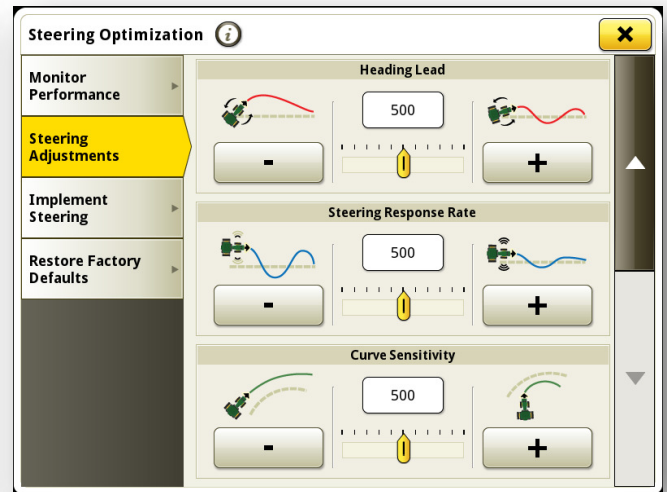 Steering Optimization i
Monitor
Performance
Steering
Adjustments
Implement
Steering
Restore Factory
Defaults
Heading Lead
500
- +
Steering Response Rate
500
- +
Curve Sensitivity
500
- +